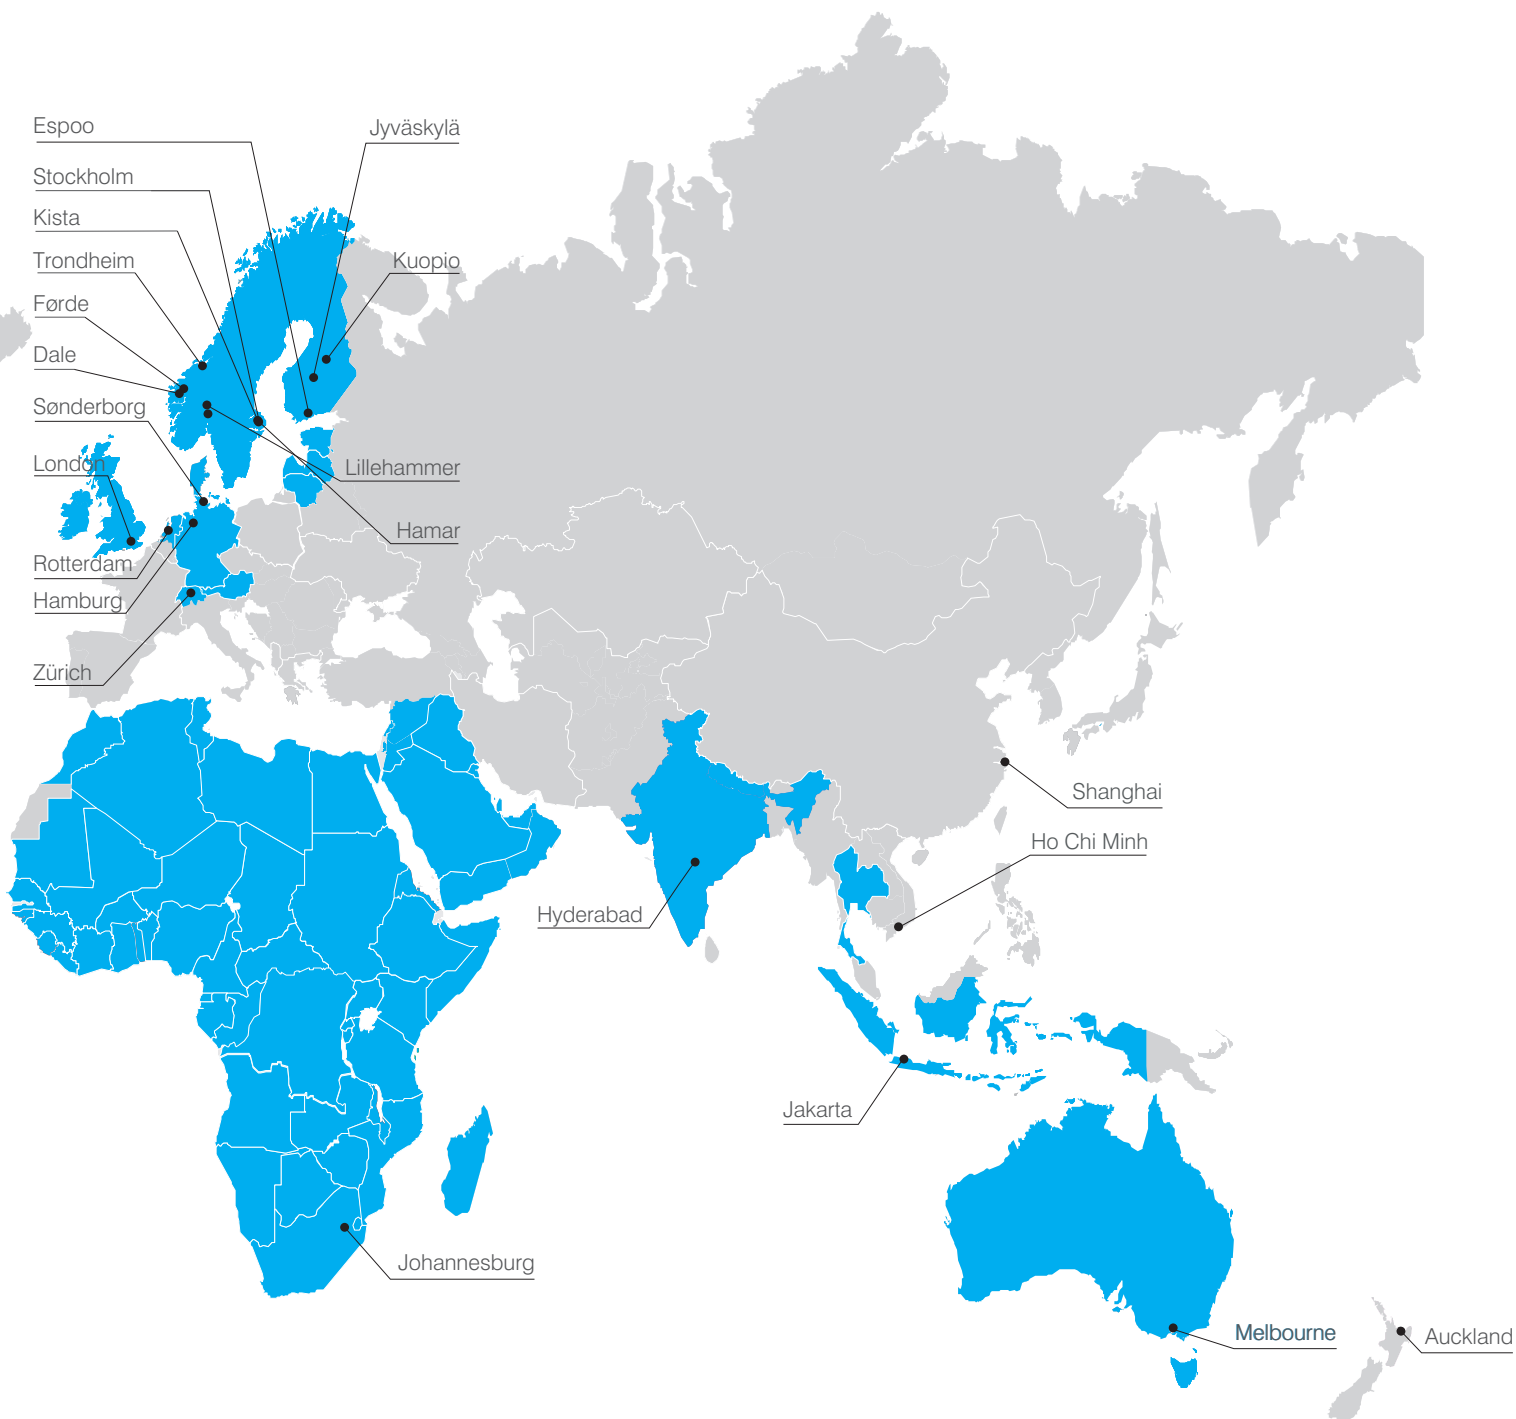 Espoo
Jyväskylä
Stockholm
Kista
Trondheim
Kuopio
Førde
Dale
Sønderborg
London
Lillehammer
Hamar
Rotterdam
Hamburg
Zürich
Shanghai
Ho Chi Minh
Hyderabad
Jakarta
Johannesburg
Melbourne
Auckland